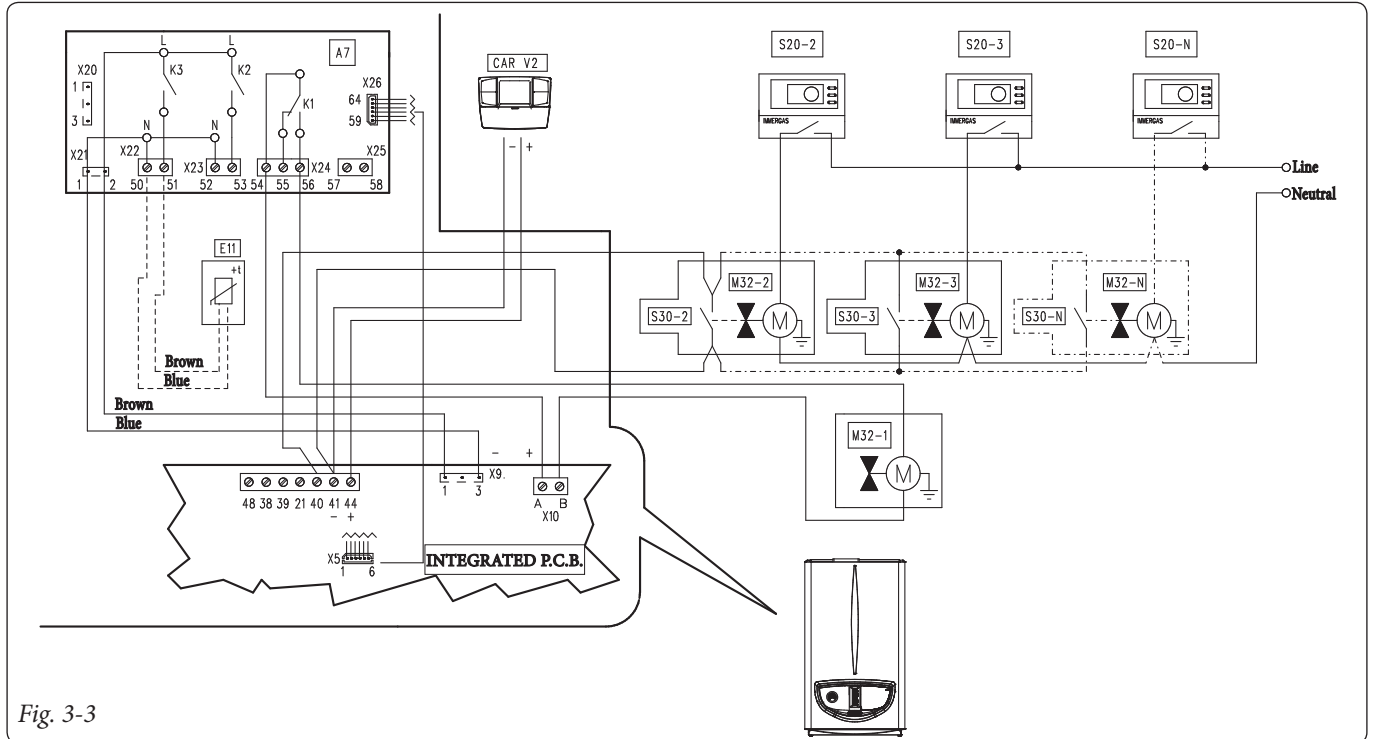 S20-2 S20-3 S20-N
A7 CAR V2
L L
K3 K2
X20 X26
1 64
K1
3 59
IMMERGAS IMMERGAS IMMERGAS
N N
X21 X22 X23 X24 X25
1 2 50 51 52 53 54 55 56 57 58
- +
Line
Neutral
E11
+t
M32-2 M32-3 M32-N
S30-2 M S30-3 M S30-N M
Brown
Blue
Brown
Blue
M32-1
- +
X9.
M
1 3
48 38 39 21 40 41 44
- +
A B
X10
X5
1 6
INTEGRATED P.C.B.
Fig. 3-3